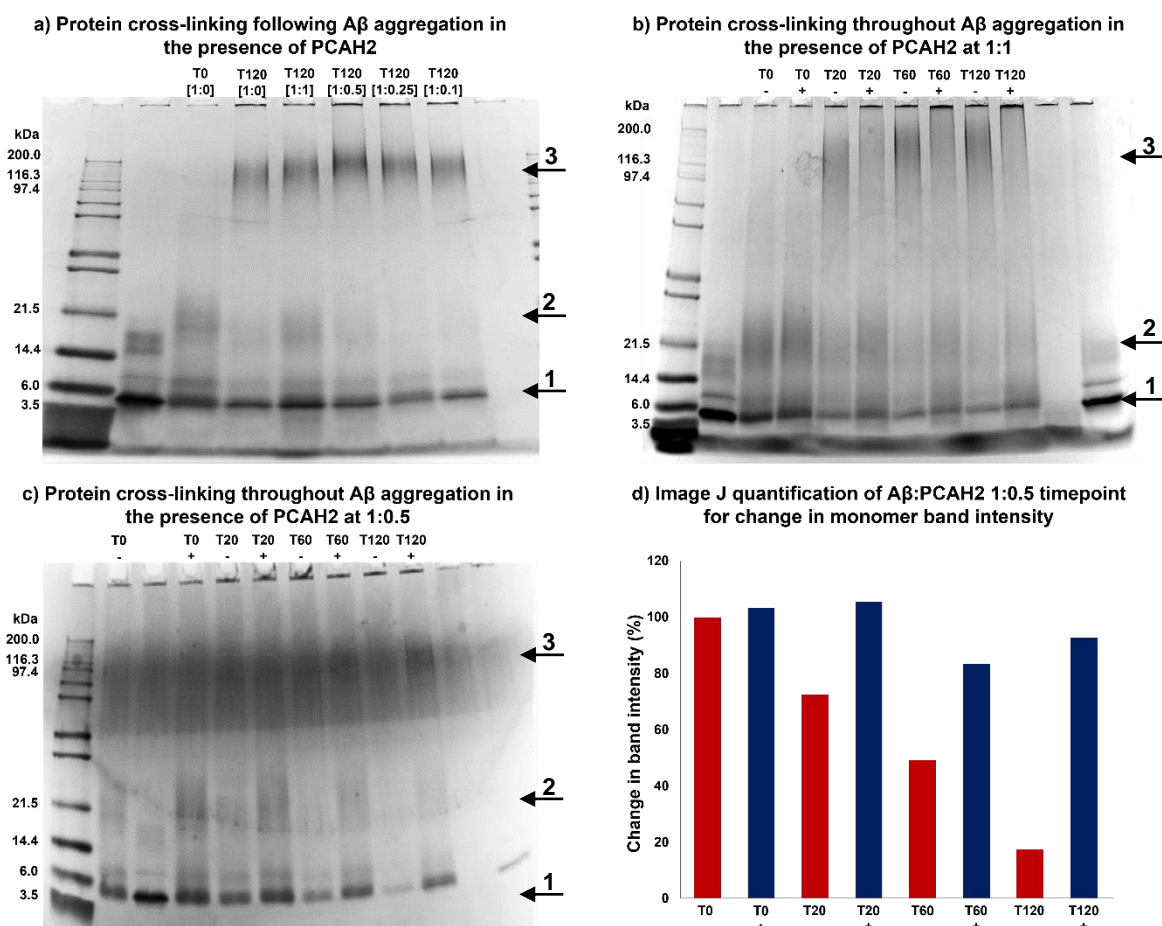 a) Protein cross-linking following Aβ aggregation in
the presence of PCAH2
T0 T120 T120 T120 T120 T120
[1:0] [1:0] [1:1] [1:0.5] [1:0.25] [1:0.1]
kDa
200.0
116.3
97.4
21.5
14.4
6.0
3.5
3
2
1
b) Protein cross-linking throughout Aβ aggregation in
the presence of PCAH2 at 1:1
T0 T0 T20 T20 T60 T60 T120 T120
- + - + - + - +
kDa
200.0
116.3
97.4
21.5
14.4
6.0
3.5
3
2
1
c) Protein cross-linking throughout Aβ aggregation in
the presence of PCAH2 at 1:0.5
T0 T0 T20 T20 T60 T60 T120 T120
- + - + - + - +
kDa
200.0
116.3
97.4
21.5
14.4
6.0
3.5
3
2
1
d) Image J quantification of Aβ:PCAH2 1:0.5 timepoint
for change in monomer band intensity
Change in band intensity (%)
120
100
80
60
40
20
0
T0 T0 T20 T20 T60 T60 T120 T120
+ + + +